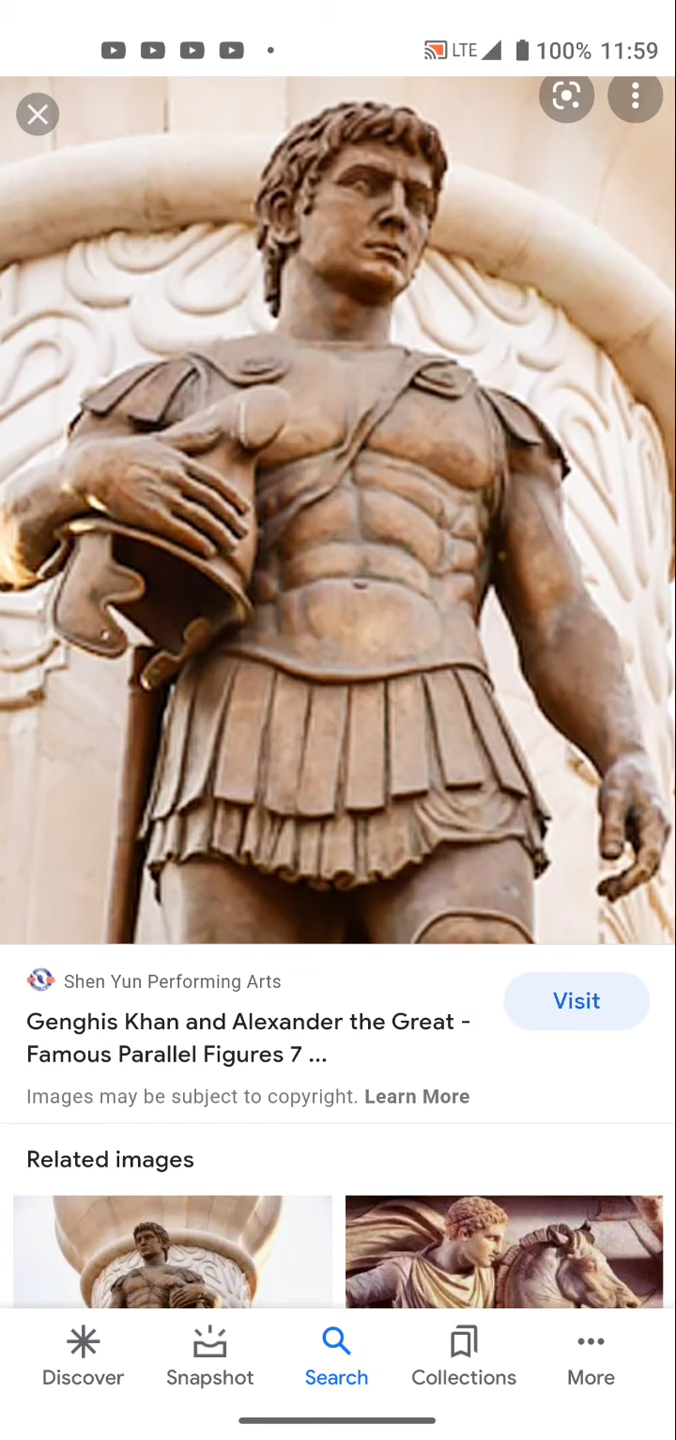 LTE 100% 11:59
Shen Yun Performing Arts
Visit
Genghis Khan and Alexander the Great -
Famous Parallel Figures 7 ...
Images may be subject to copyright. Learn More
Related images
Discover Snapshot Search Collections More